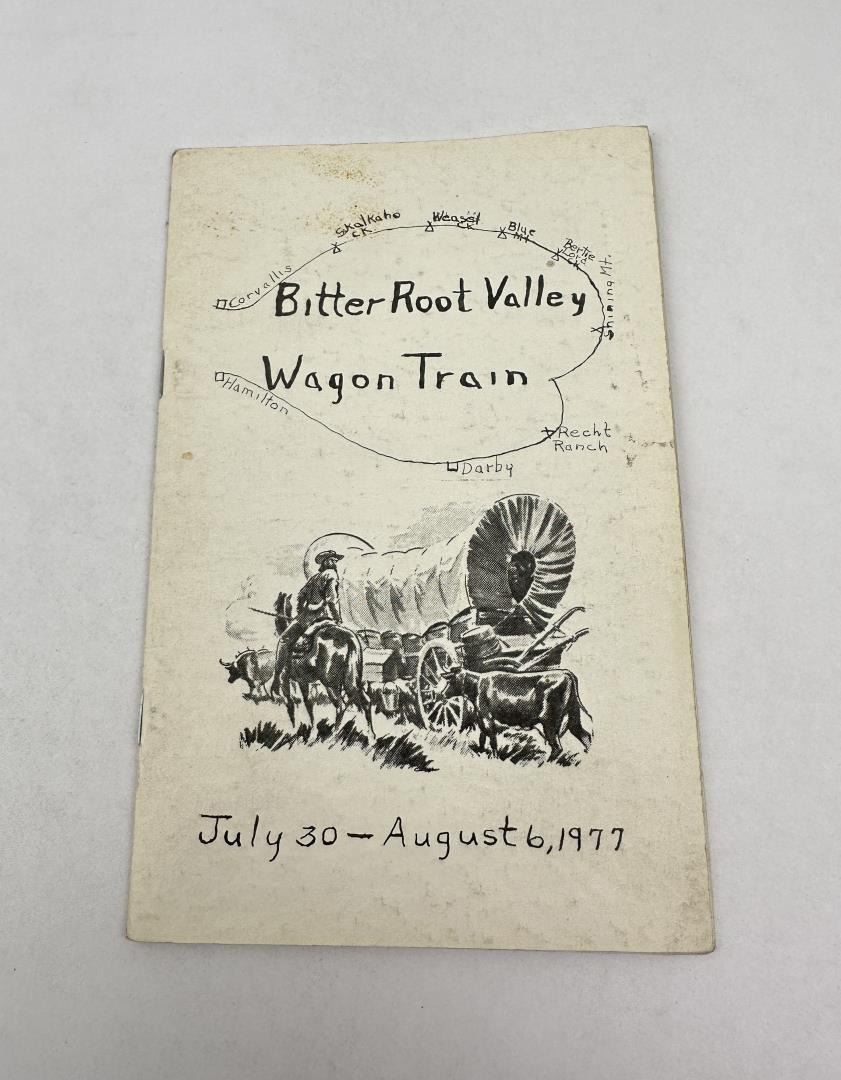 Skalkaho
CK
Weasel
CK
Blue
Mt
Bertie
Lord
CK
Shining Mt.
Corvallis
Bitter Root Valley
Wagon Train
Hamilton
Recht
Ranch
Darby
July 30 – August 6, 1977